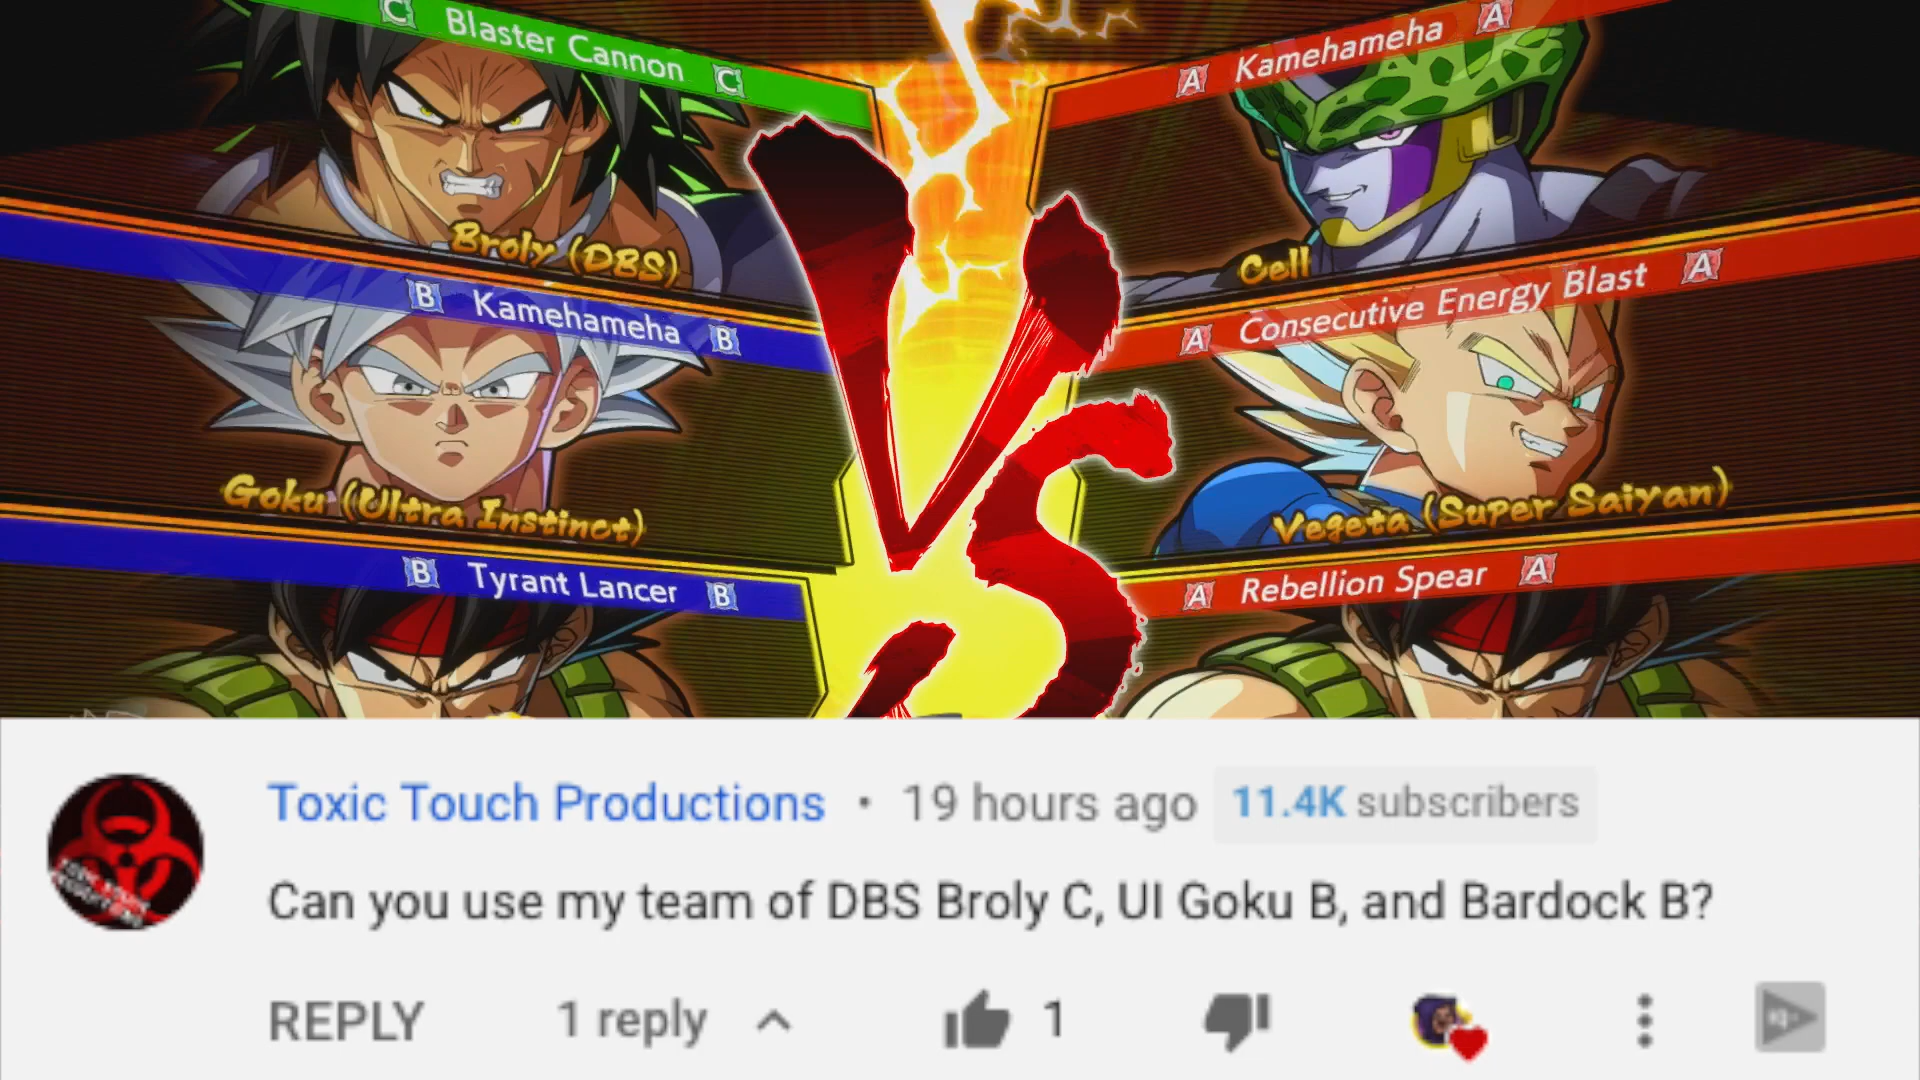 C Blaster Cannon C
Broly (DBS)
B Kamehameha B
Goku (Ultra Instinct)
B Tyrant Lancer B
VS
A Kamehameha A
Cell
A Consecutive Energy Blast A
Vegeta (Super Saiyan)
A Rebellion Spear A
Toxic Touch Productions • 19 hours ago 11.4K subscribers
Can you use my team of DBS Broly C, UI Goku B, and Bardock B?
REPLY 1 reply 1